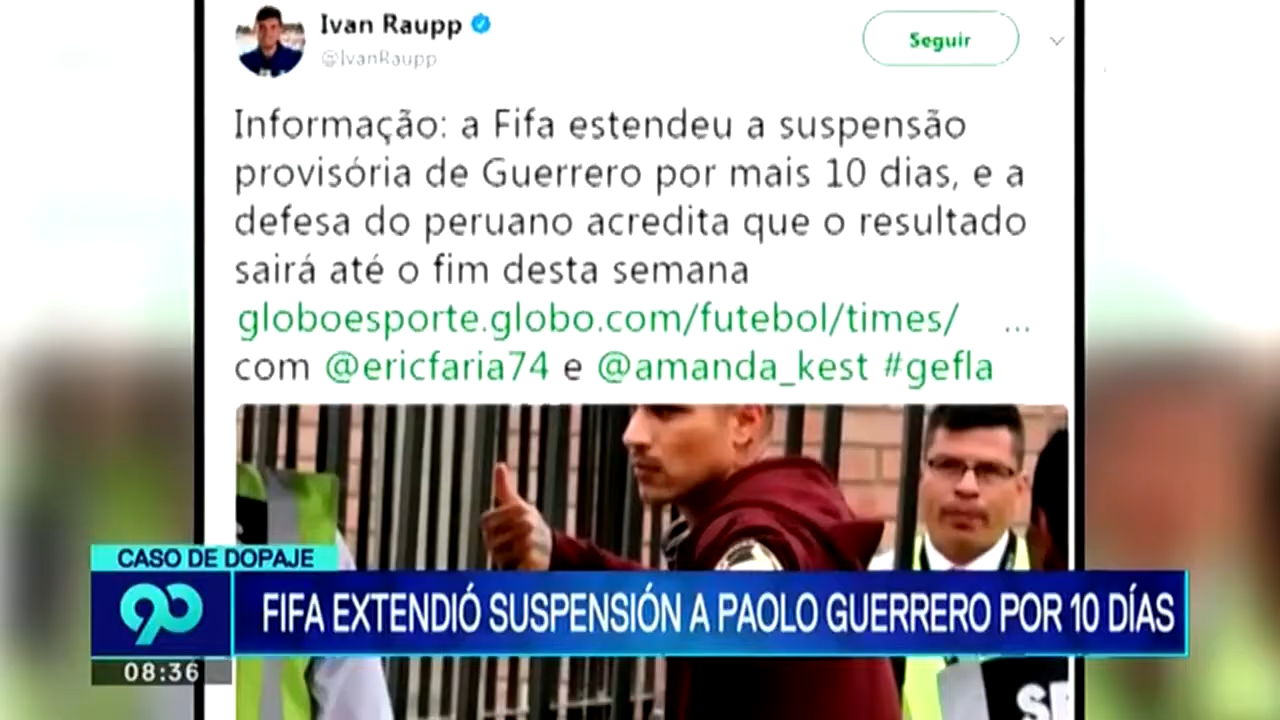 Ivan Raupp
@IvanRaupp
Seguir
Informação: a Fifa estendeu a suspensão
provisória de Guerrero por mais 10 dias, e a
defesa do peruano acredita que o resultado
sairá até o fim desta semana
globoesporte.globo.com/futebol/times/ ...
com @ericfaria74 e @amanda_kest #gefla
CASO DE DOPAJE
90
FIFA EXTENDIÓ SUSPENSIÓN A PAOLO GUERRERO POR 10 DÍAS
08:36